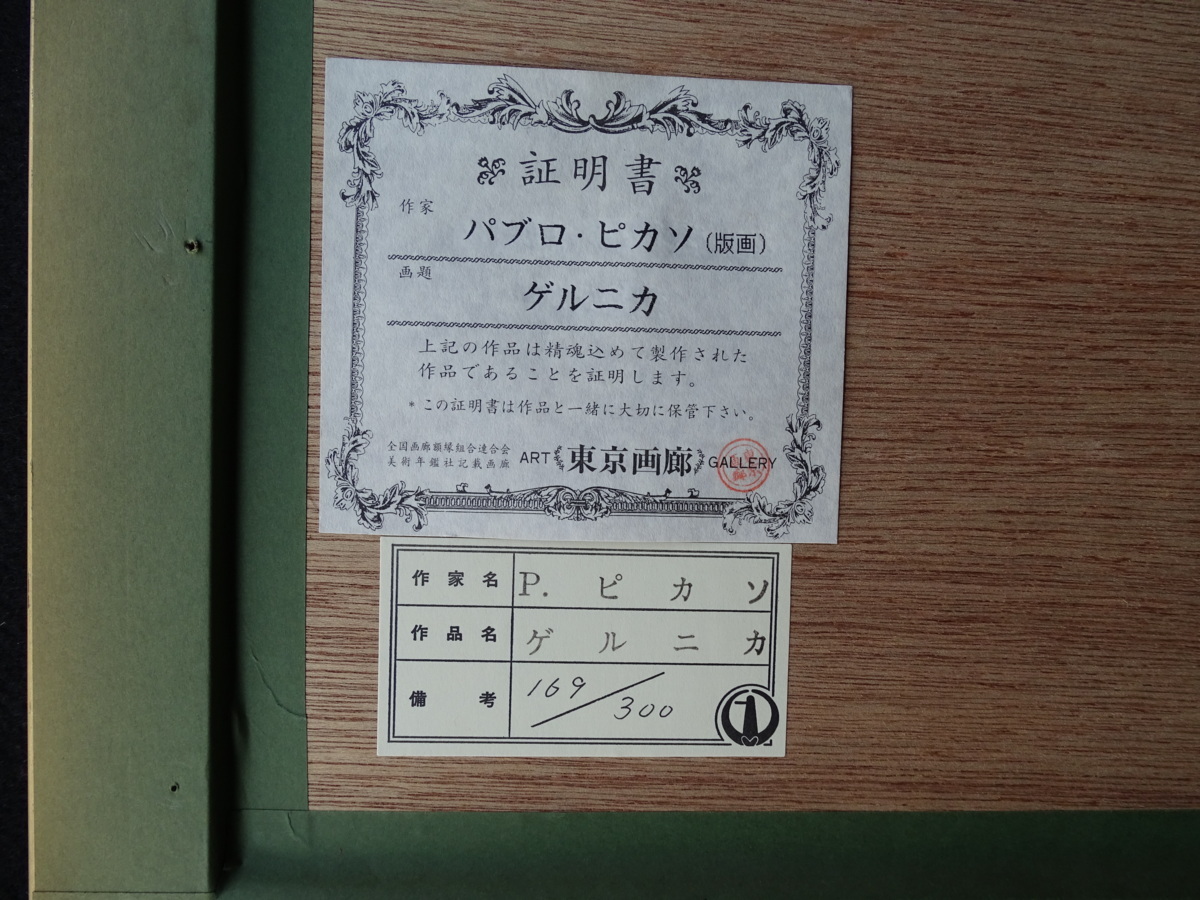 証明書
作家
パブロ・ピカソ（版画）
画題
ゲルニカ
上記の作品は精魂込めて製作された
作品であることを証明します。
* この証明書は作品と一緒に大切に保管下さい。
全国画廊額縁組合連合会
美術年鑑社記載画廊
ART 東京画廊 GALLERY
作家名 P. ピカソ
作品名 ゲルニカ
備考 169/300